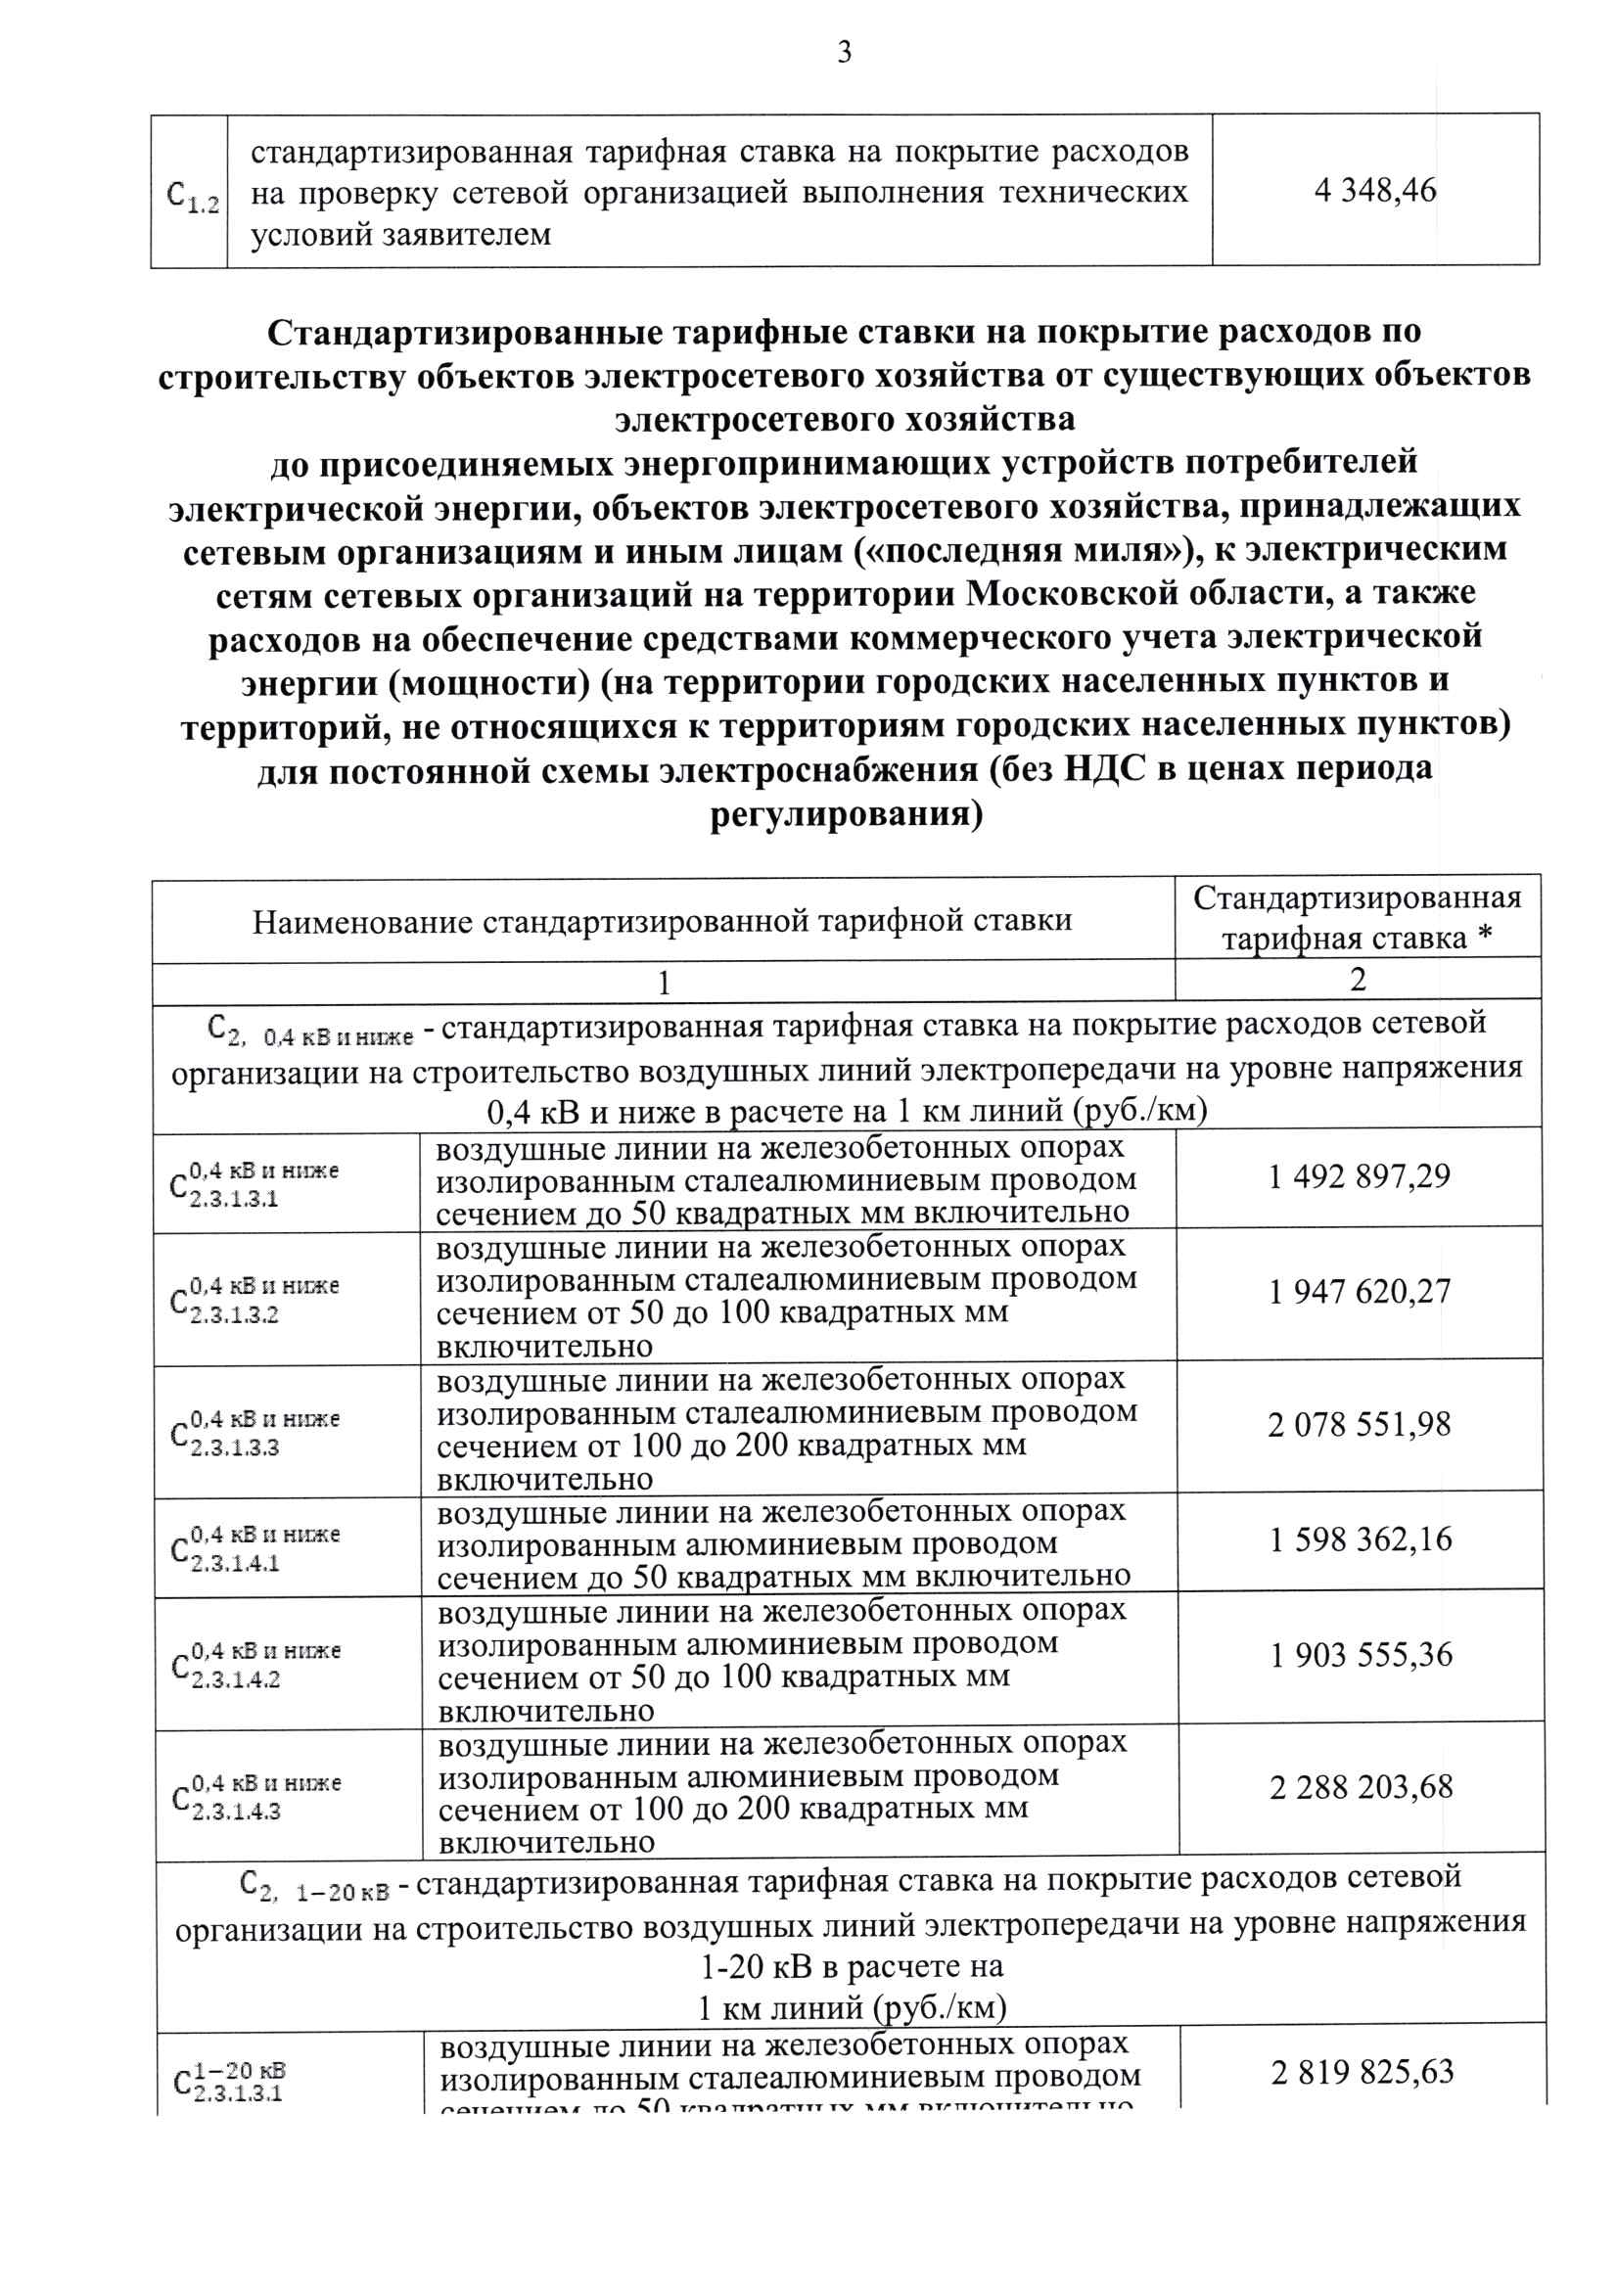 3
стандартизированная тарифная ставка на покрытие расходов
C1.2 на проверку сетевой организацией выполнения технических 4 348,46
условий заявителем
Стандартизированные тарифные ставки на покрытие расходов по
строительству объектов электросетевого хозяйства от существующих объектов
электросетевого хозяйства
до присоединяемых энергопринимающих устройств потребителей
электрической энергии, объектов электросетевого хозяйства, принадлежащих
сетевым организациям и иным лицам («последняя миля»), к электрическим
сетям сетевых организаций на территории Московской области, а также
расходов на обеспечение средствами коммерческого учета электрической
энергии (мощности) (на территории городских населенных пунктов и
территорий, не относящихся к территориям городских населенных пунктов)
для постоянной схемы электроснабжения (без НДС в ценах периода
регулирования)
Наименование стандартизированной тарифной ставки
Стандартизированная
тарифная ставка *
1 2
C2, 0,4 кВ и ниже - стандартизированная тарифная ставка на покрытие расходов сетевой
организации на строительство воздушных линий электропередачи на уровне напряжения
0,4 кВ и ниже в расчете на 1 км линий (руб./км)
C 0,4 кВ и ниже 2.3.1.3.1
воздушные линии на железобетонных опорах
изолированным сталеалюминиевым проводом
сечением до 50 квадратных мм включительно
1 492 897,29
C 0,4 кВ и ниже 2.3.1.3.2
воздушные линии на железобетонных опорах
изолированным сталеалюминиевым проводом
сечением от 50 до 100 квадратных мм
включительно
1 947 620,27
C 0,4 кВ и ниже 2.3.1.3.3
воздушные линии на железобетонных опорах
изолированным сталеалюминиевым проводом
сечением от 100 до 200 квадратных мм
включительно
2 078 551,98
C 0,4 кВ и ниже 2.3.1.4.1
воздушные линии на железобетонных опорах
изолированным алюминиевым проводом
сечением до 50 квадратных мм включительно
1 598 362,16
C 0,4 кВ и ниже 2.3.1.4.2
воздушные линии на железобетонных опорах
изолированным алюминиевым проводом
сечением от 50 до 100 квадратных мм
включительно
1 903 555,36
C 0,4 кВ и ниже 2.3.1.4.3
воздушные линии на железобетонных опорах
изолированным алюминиевым проводом
сечением от 100 до 200 квадратных мм
включительно
2 288 203,68
C2, 1–20 кВ - стандартизированная тарифная ставка на покрытие расходов сетевой
организации на строительство воздушных линий электропередачи на уровне напряжения
1-20 кВ в расчете на
1 км линий (руб./км)
C 1–20 кВ 2.3.1.3.1
воздушные линии на железобетонных опорах
изолированным сталеалюминиевым проводом
сечением до 50 квадратных мм включительно
2 819 825,63